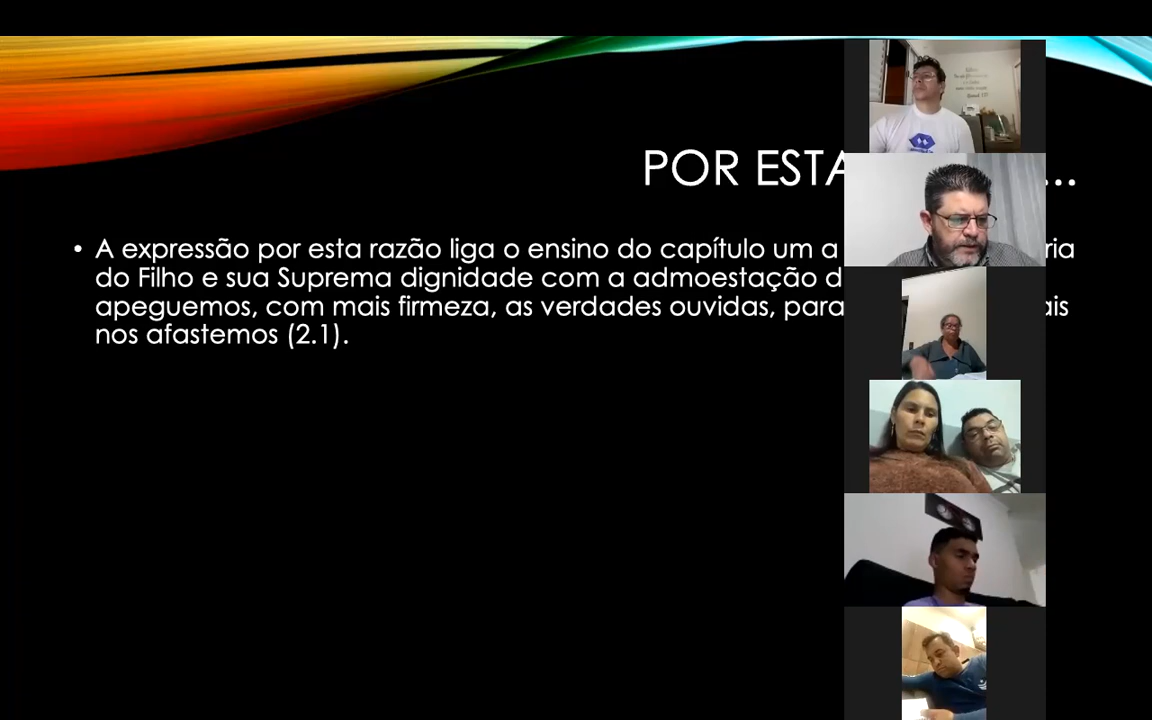 POR ESTA ...
• A expressão por esta razão liga o ensino do capítulo um a
do Filho e sua Suprema dignidade com a admoestação
apeguemos, com mais firmeza, as verdades ouvidas, para
nos afastemos (2.1).